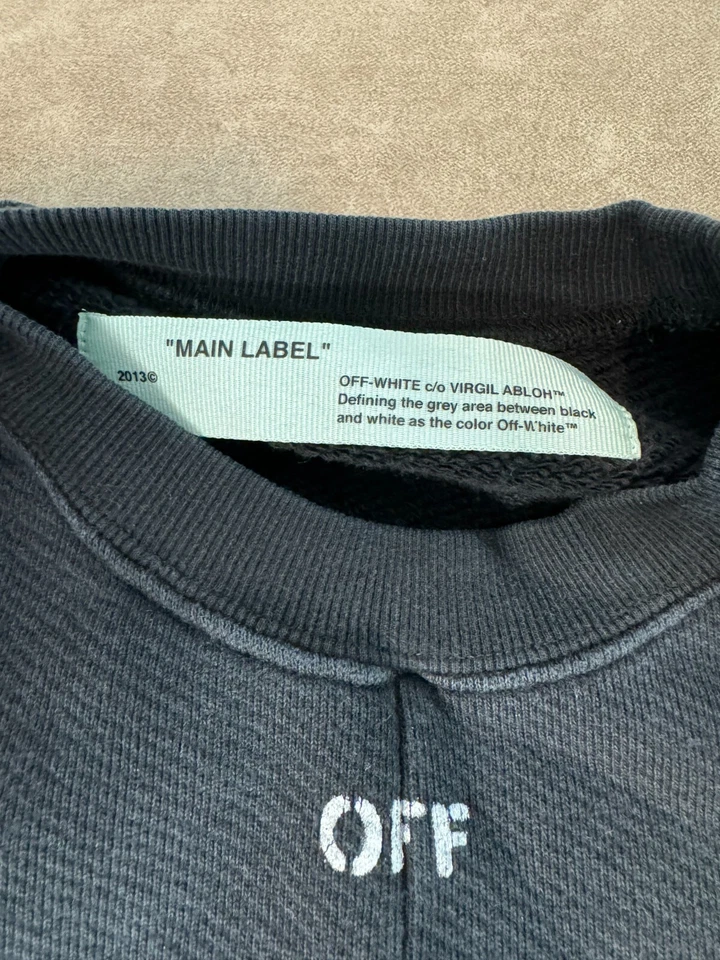 "MAIN LABEL"
2013©
OFF-WHITE c/o VIRGIL ABLOH™
Defining the grey area between black
and white as the color Off-White™
OFF